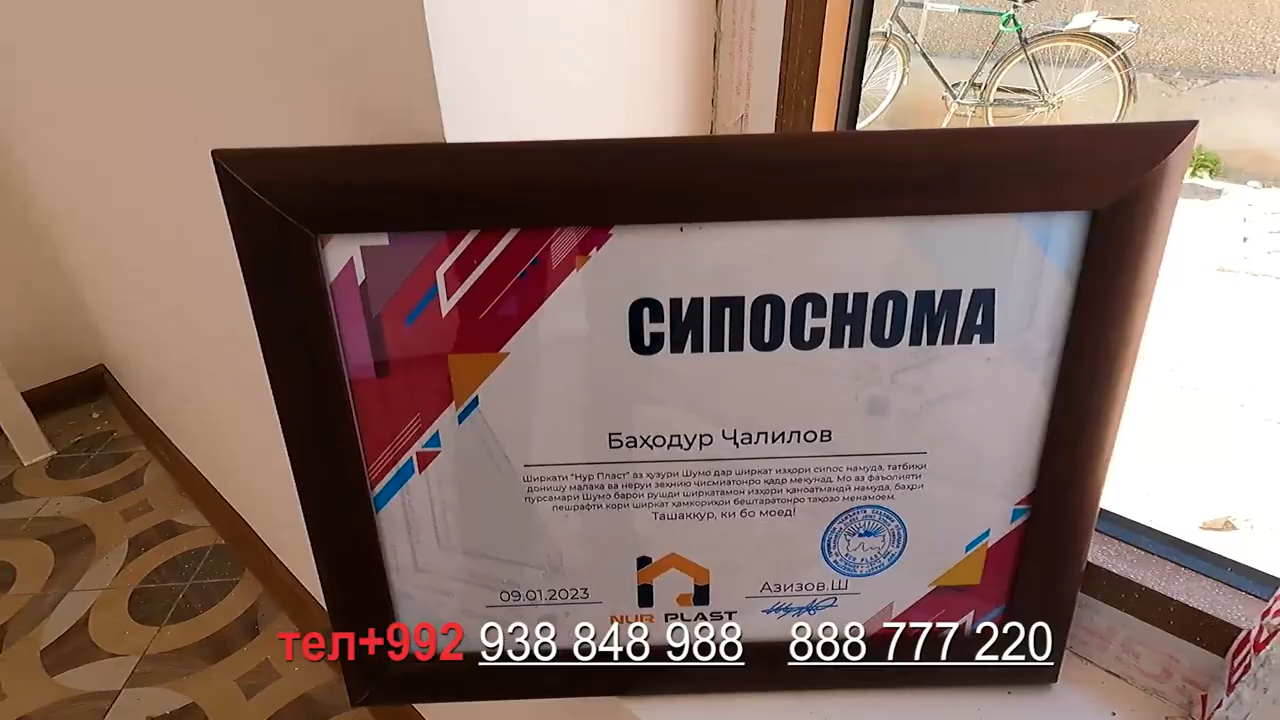 СИПОСНОМА
Баҳодур Ҷалилов
Ширкати "Нур Пласт" аз ҳузури Шумо дар ширкат изҳори сипос намуда, татбиқи
донишу малака ва неруи зеҳнию ҷисмиатонро қадр мекунад. Мо аз фаъолияти
пурсамари Шумо барои рушди ширкатамон изҳори қаноатмандӣ намуда, баҳри
пешрафти кори ширкат ҳамкориҳои бештаратонро тақозо менамоем.
Ташаккур, ки бо моед!
09.01.2023
Азизов.Ш
NUR PLAST
NUR PLAST
тел+992 938 848 988 888 777 220